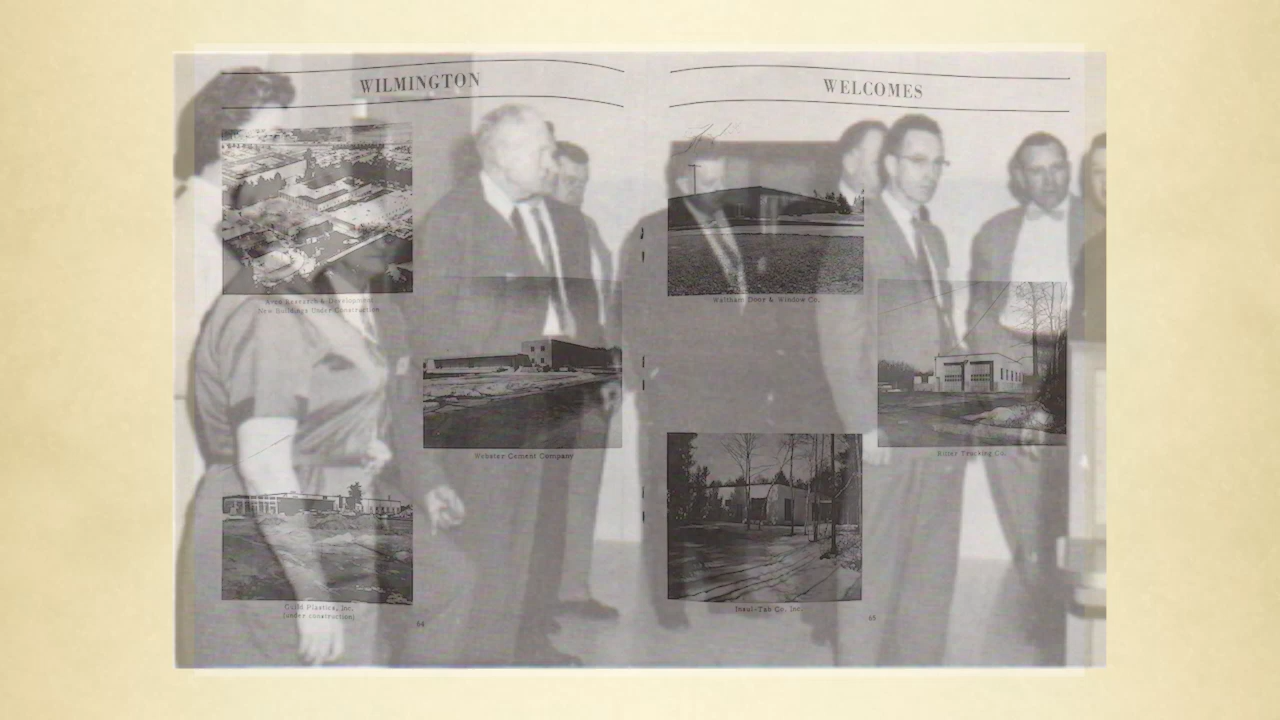 WILMINGTON
WELCOMES
Avco Research & Development
New Buildings Under Construction
Webster Cement Company
Guild Plastics, Inc.
(under construction)
64
Waltham Door & Window Co.
Ritter Trucking Co.
Insul-Tab Co. Inc.
65